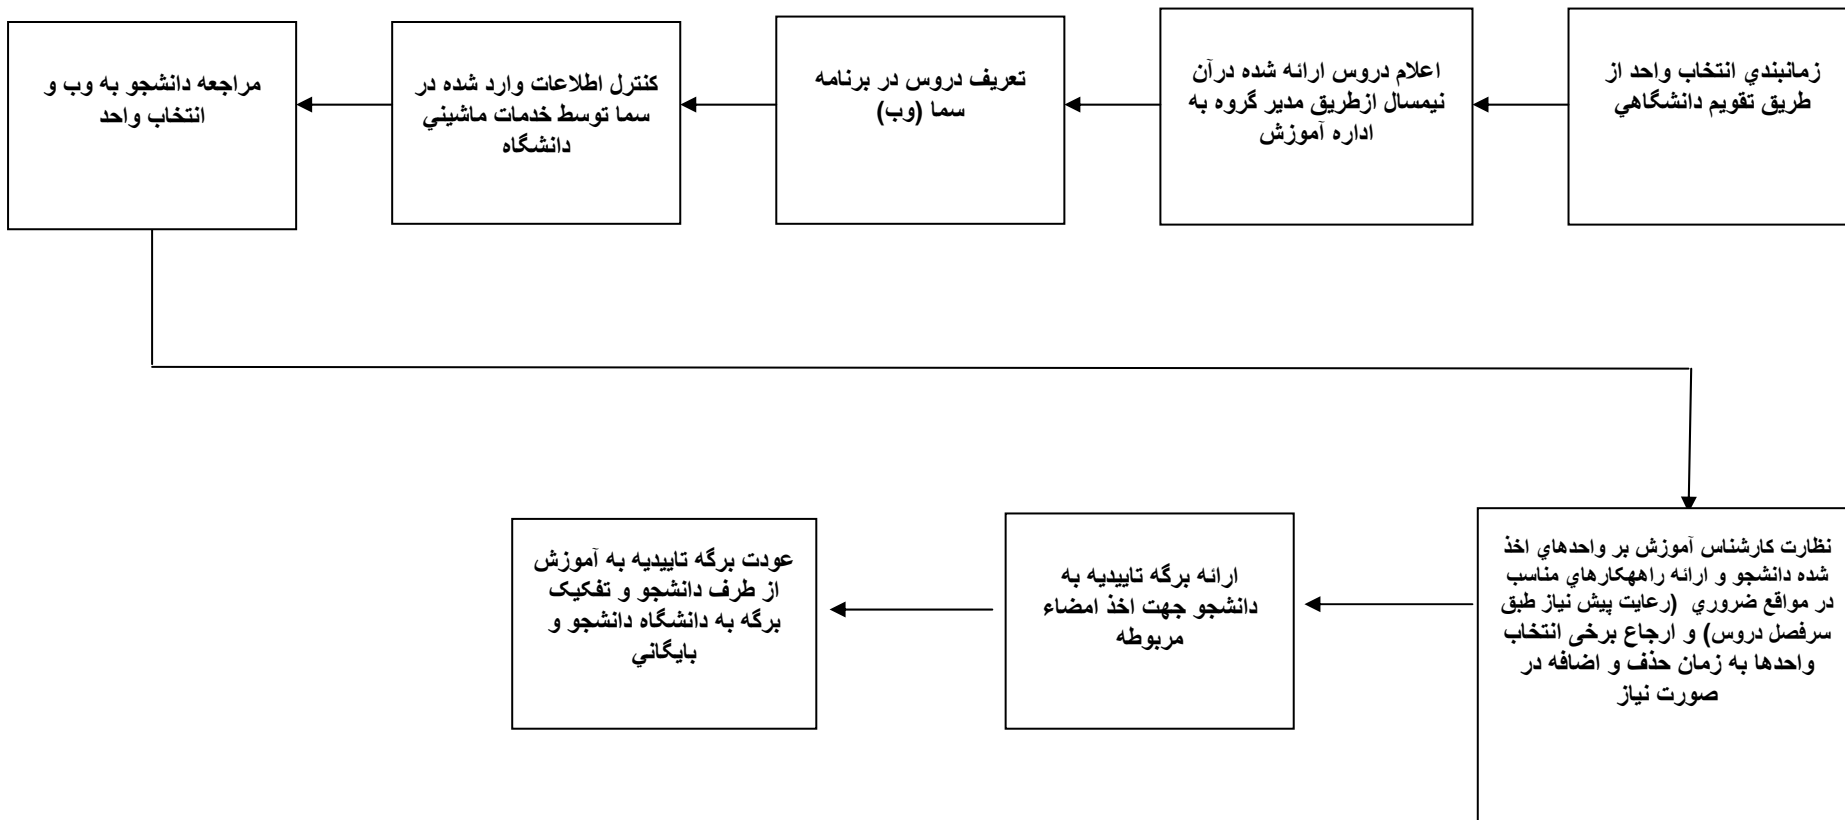 زمانبندي انتخاب واحد از
طريق تقويم دانشگاهي
اعلام دروس ارائه شده درآن
نيمسال ازطريق مدير گروه به
اداره آموزش
تعريف دروس در برنامه
سما (وب)
كنترل اطلاعات وارد شده در
سما توسط خدمات ماشيني
دانشگاه
مراجعه دانشجو به وب و
انتخاب واحد
نظارت كارشناس آموزش بر واحدهاي اخذ
شده دانشجو و ارائه راههكارهاي مناسب
در مواقع ضروري (رعايت پيش نياز طبق
سرفصل دروس) و ارجاع برخی انتخاب
واحدها به زمان حذف و اضافه در
صورت نياز
ارائه برگه تاييديه به
دانشجو جهت اخذ امضاء
مربوطه
عودت برگه تاييديه به آموزش
از طرف دانشجو و تفكيک
برگه به دانشگاه دانشجو و
بايگاني